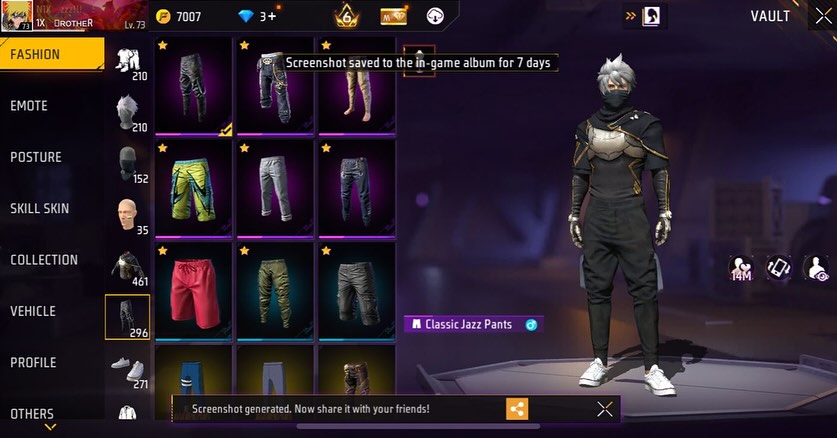 7007
3+
6
VAULT
1X BROTHER
Lv. 73
73
FASHION
210
Screenshot saved to the in-game album for 7 days
EMOTE
210
POSTURE
152
SKILL SKIN
35
COLLECTION
461
14M
VEHICLE
296
Classic Jazz Pants
PROFILE
271
OTHERS
Screenshot generated. Now share it with your friends!